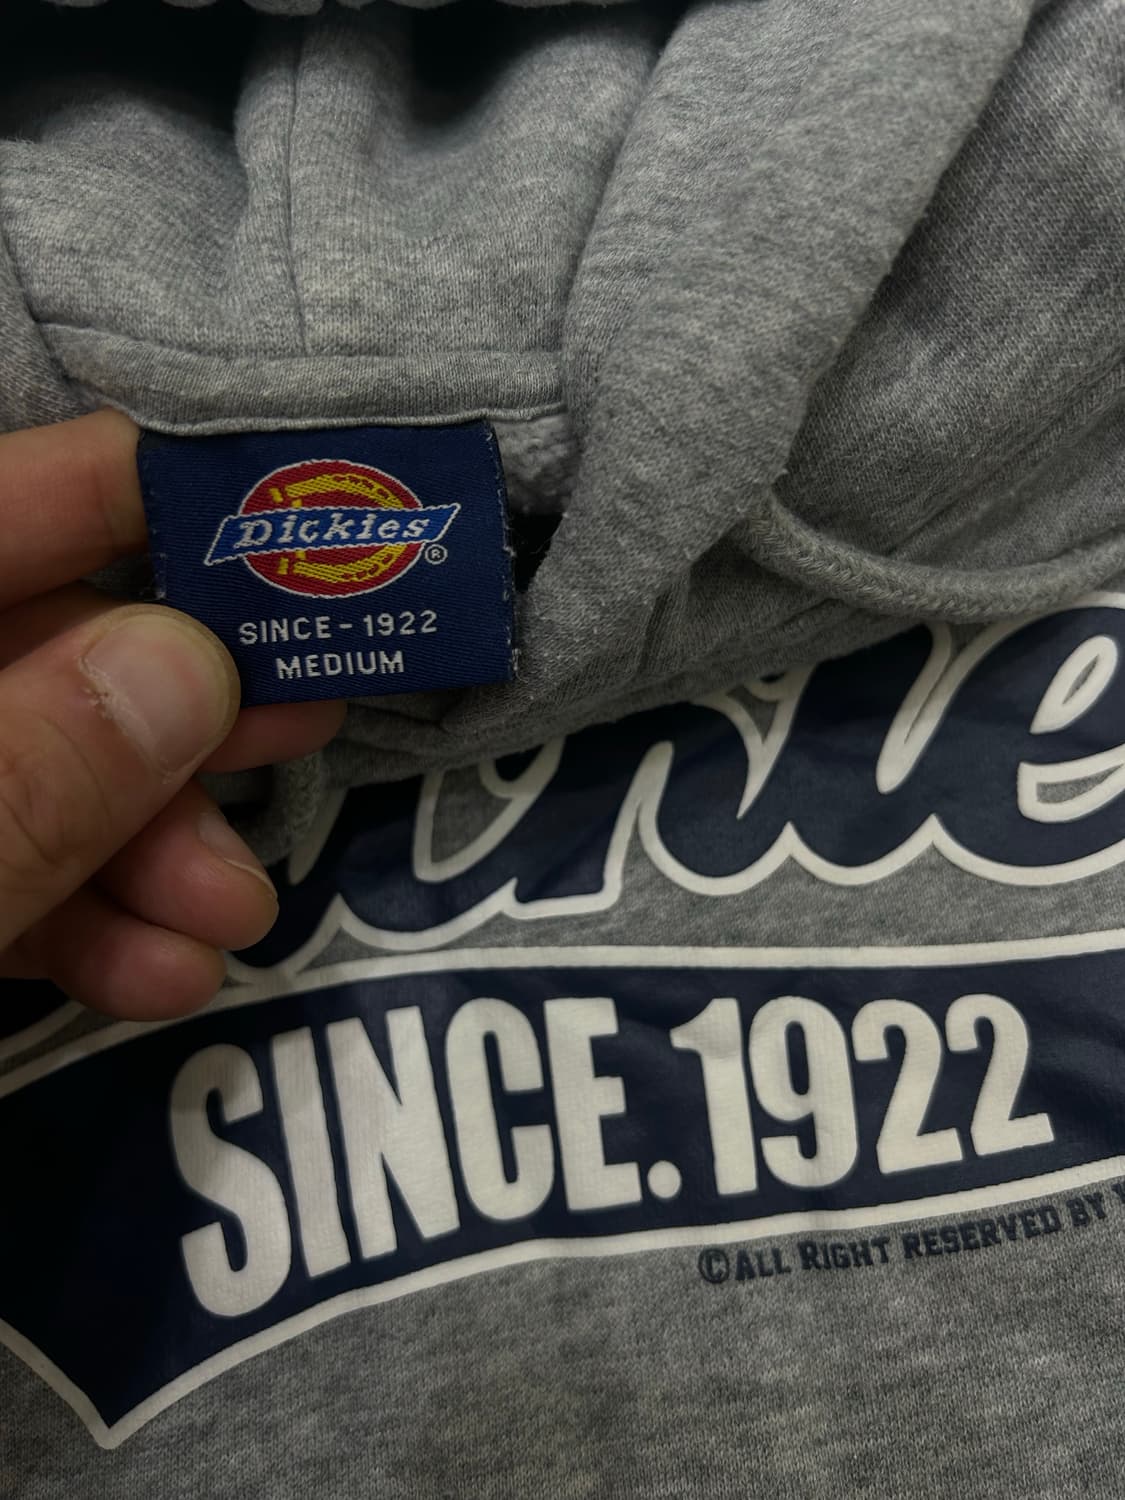 Dickies®
SINCE-1922
MEDIUM
SINCE.1922
©ALL RIGHT RESERVED BY